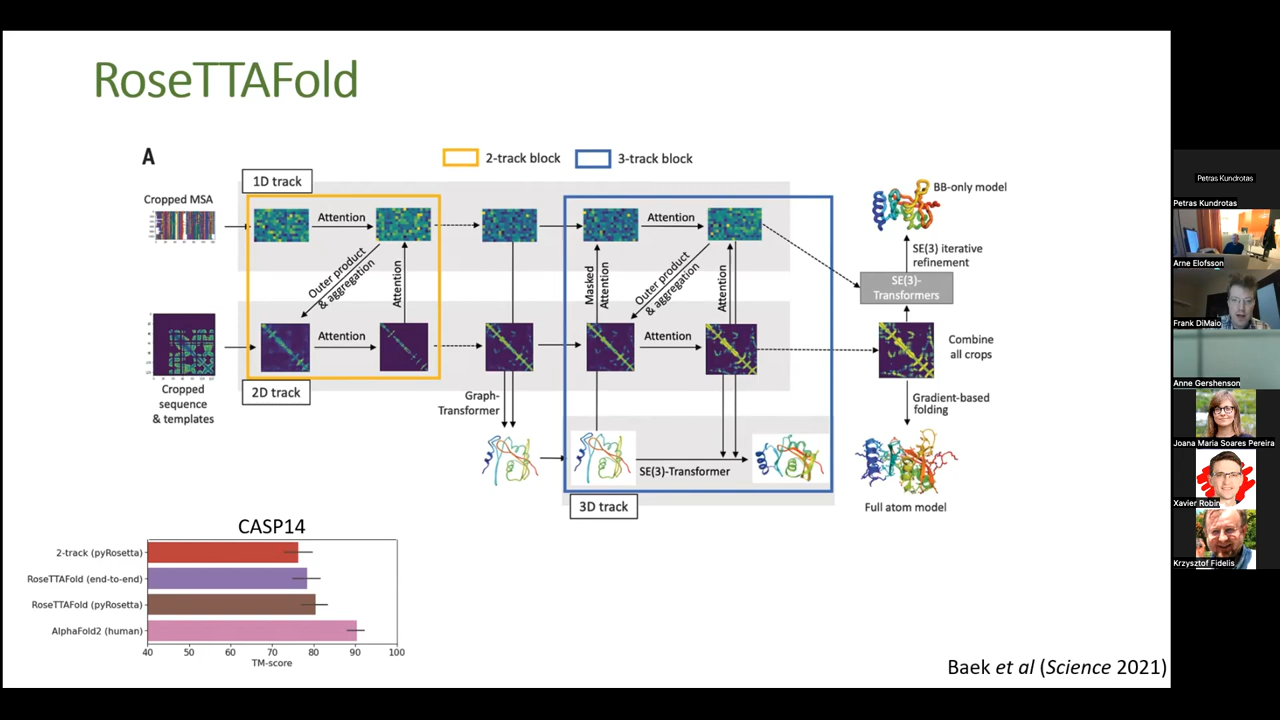 RoseTTAFold
A
2-track block
3-track block
1D track
Cropped MSA
Attention
Attention
Outer product
& aggregation
Attention
Masked
Attention
Outer product
& aggregation
Attention
BB-only model
SE(3) iterative
refinement
SE(3)-
Transformers
Attention
Attention
Combine
all crops
Cropped
sequence
& templates
2D track
Graph-
Transformer
Gradient-based
folding
SE(3)-Transformer
3D track
Full atom model
CASP14
2-track (pyRosetta)
RoseTTAFold (end-to-end)
RoseTTAFold (pyRosetta)
AlphaFold2 (human)
40 50 60 70 80 90 100
TM-score
Baek et al (Science 2021)
Petras Kundrotas
Petras Kundrotas
Arne Elofsson
Frank DiMaio
Anne Gershenson
Joana Maria Soares Pereira
Xavier Robin
Krzysztof Fidelis